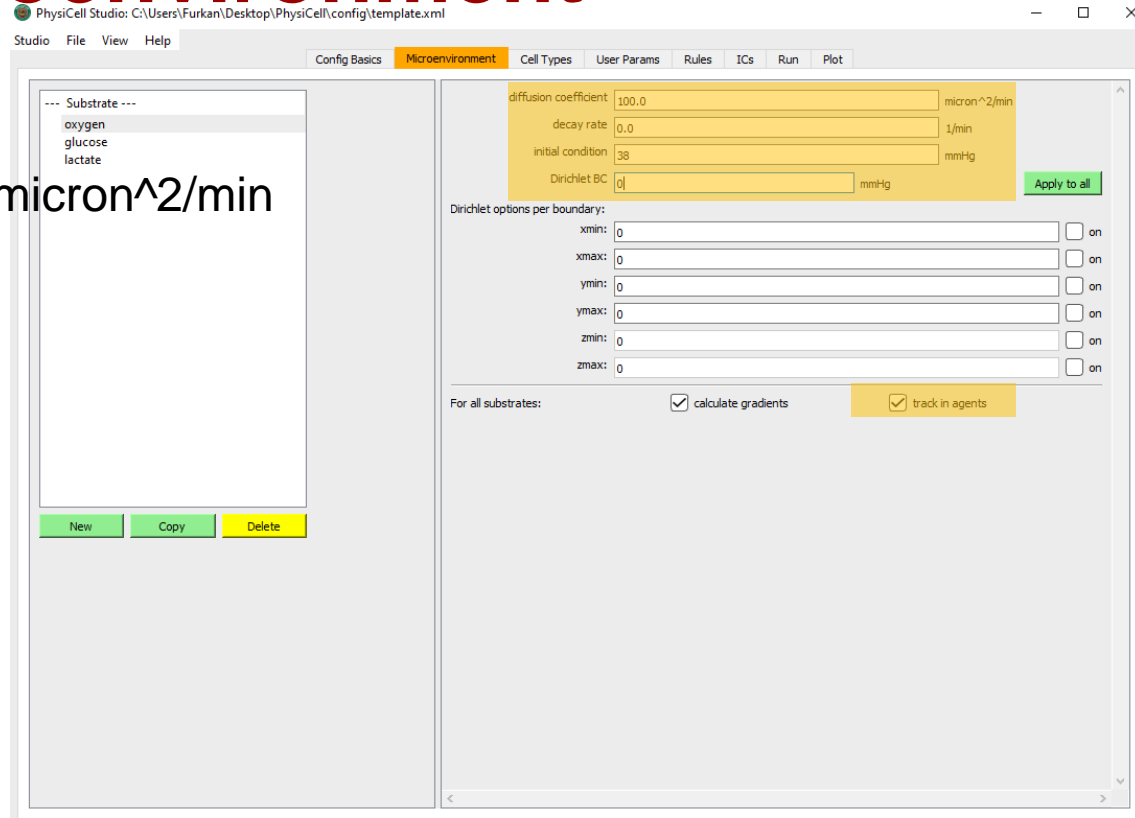 environment
PhysiCell Studio: C:\Users\Furkan\Desktop\PhysiCell\config\template.xml
Studio File View Help
Config Basics Microenvironment Cell Types User Params Rules ICs Run Plot
--- Substrate ---
oxygen
glucose
lactate
micron^2/min
New Copy Delete
diffusion coefficient 100.0 micron^2/min
decay rate 0.0 1/min
initial condition 38 mmHg
Dirichlet BC 0 mmHg Apply to all
Dirichlet options per boundary:
xmin: 0 on
xmax: 0 on
ymin: 0 on
ymax: 0 on
zmin: 0 on
zmax: 0 on
For all substrates: calculate gradients track in agents